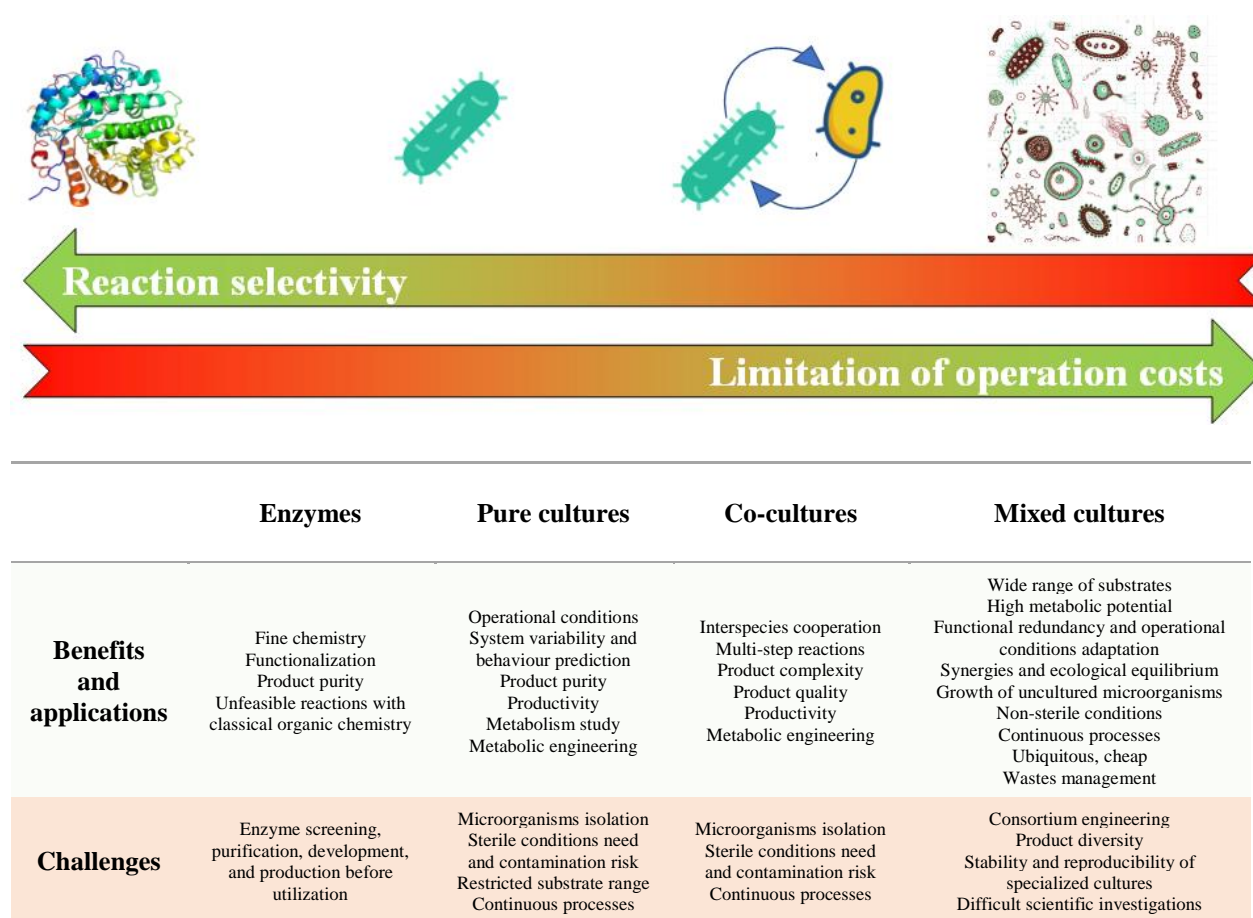 Reaction selectivity
Limitation of operation costs
Enzymes
Pure cultures
Co-cultures
Mixed cultures
Benefits
and
applications
Fine chemistry
Functionalization
Product purity
Unfeasible reactions with
classical organic chemistry
Operational conditions
System variability and
behaviour prediction
Product purity
Productivity
Metabolism study
Metabolic engineering
Interspecies cooperation
Multi-step reactions
Product complexity
Product quality
Productivity
Metabolic engineering
Wide range of substrates
High metabolic potential
Functional redundancy and operational
conditions adaptation
Synergies and ecological equilibrium
Growth of uncultured microorganisms
Non-sterile conditions
Continuous processes
Ubiquitous, cheap
Wastes management
Challenges
Enzyme screening,
purification, development,
and production before
utilization
Microorganisms isolation
Sterile conditions need
and contamination risk
Restricted substrate range
Continuous processes
Microorganisms isolation
Sterile conditions need
and contamination risk
Continuous processes
Consortium engineering
Product diversity
Stability and reproducibility of
specialized cultures
Difficult scientific investigations